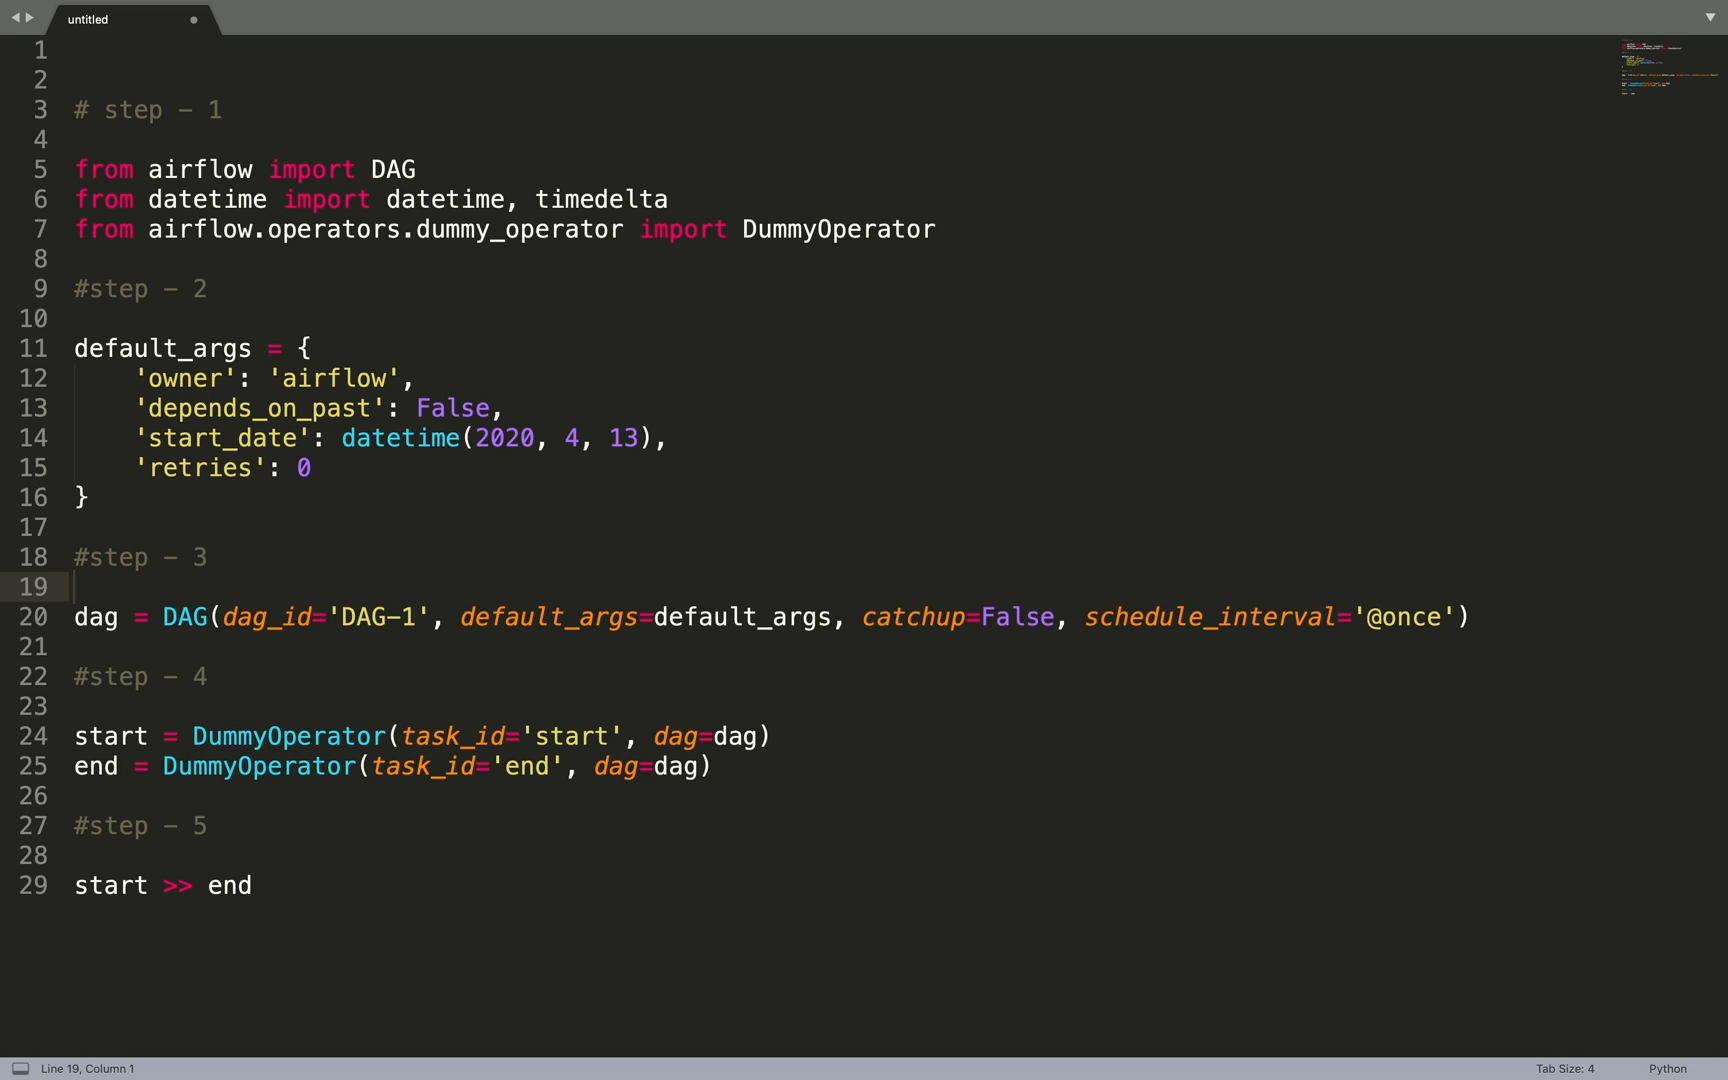 untitled
1
2
3 # step – 1
4
5 from airflow import DAG
6 from datetime import datetime, timedelta
7 from airflow.operators.dummy_operator import DummyOperator
8
9 #step – 2
10
11 default_args = {
12     'owner': 'airflow',
13     'depends_on_past': False,
14     'start_date': datetime(2020, 4, 13),
15     'retries': 0
16 }
17
18 #step – 3
19
20 dag = DAG(dag_id='DAG-1', default_args=default_args, catchup=False, schedule_interval='@once')
21
22 #step – 4
23
24 start = DummyOperator(task_id='start', dag=dag)
25 end = DummyOperator(task_id='end', dag=dag)
26
27 #step – 5
28
29 start >> end
Line 19, Column 1 Tab Size: 4 Python